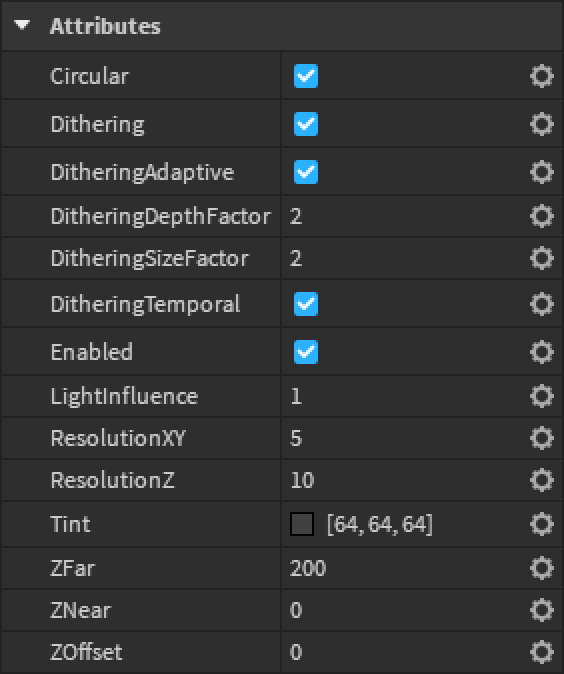 Attributes
Circular
Dithering
DitheringAdaptive
DitheringDepthFactor 2
DitheringSizeFactor 2
DitheringTemporal
Enabled
LightInfluence 1
ResolutionXY 5
ResolutionZ 10
Tint [64, 64, 64]
ZFar 200
ZNear 0
ZOffset 0